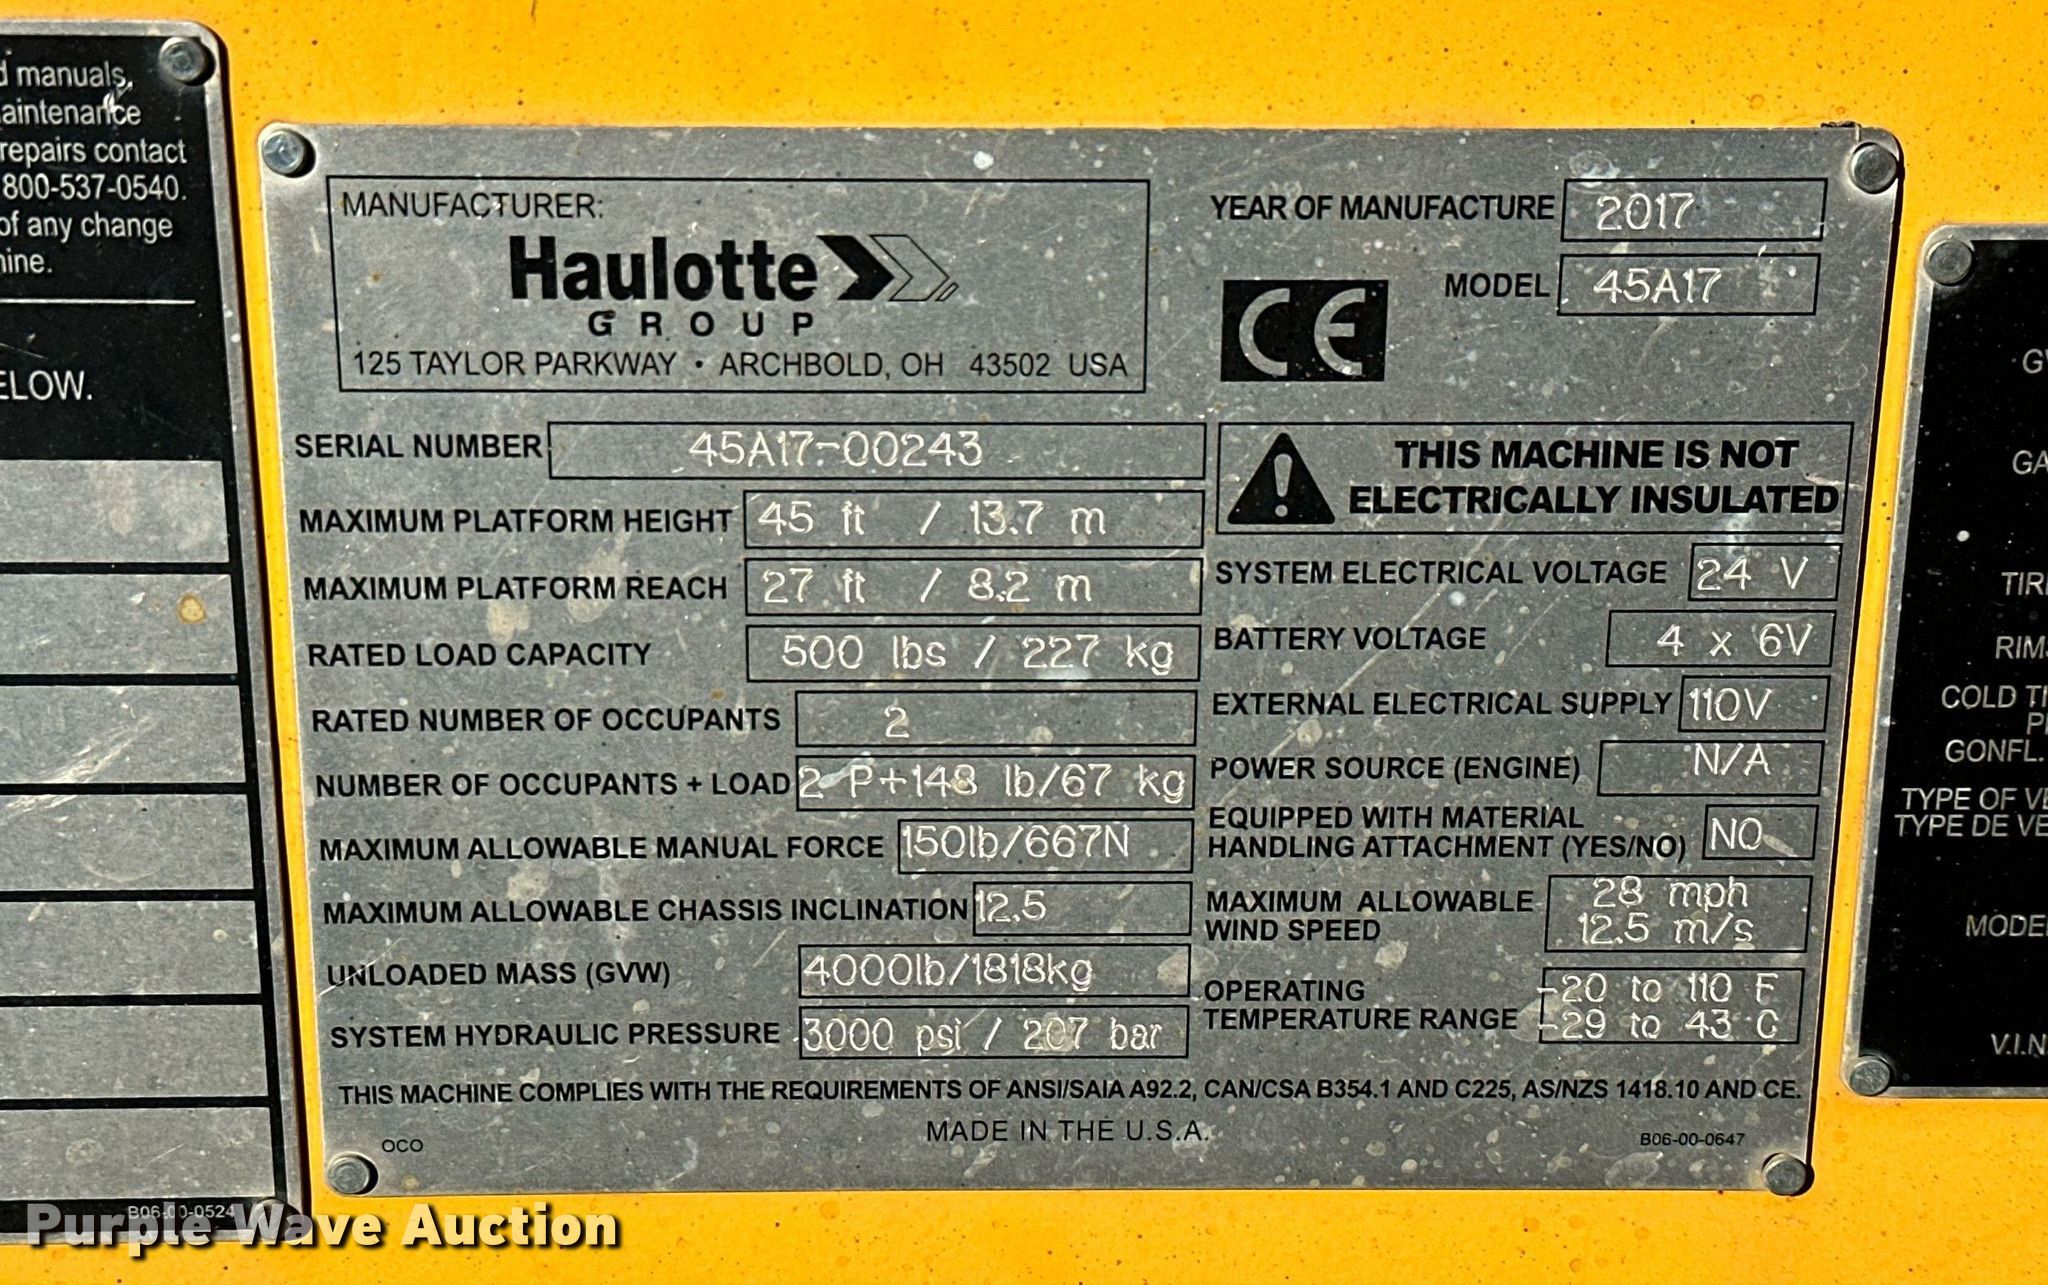 d manuals,
aintenance
repairs contact
800-537-0540.
of any change
ine.
ELOW.
B06-00-0524
MANUFACTURER:
Haulotte
GROUP
125 TAYLOR PARKWAY • ARCHBOLD, OH 43502 USA
YEAR OF MANUFACTURE 2017
MODEL 45A17
CE
SERIAL NUMBER 45A17-00243
MAXIMUM PLATFORM HEIGHT 45 ft / 13.7 m
MAXIMUM PLATFORM REACH 27 ft / 8.2 m
RATED LOAD CAPACITY 500 lbs / 227 kg
RATED NUMBER OF OCCUPANTS 2
NUMBER OF OCCUPANTS + LOAD 2 P+148 lb/67 kg
MAXIMUM ALLOWABLE MANUAL FORCE 150lb/667N
MAXIMUM ALLOWABLE CHASSIS INCLINATION 12.5
UNLOADED MASS (GVW) 4000lb/1818kg
SYSTEM HYDRAULIC PRESSURE 3000 psi / 207 bar
THIS MACHINE IS NOT
ELECTRICALLY INSULATED
SYSTEM ELECTRICAL VOLTAGE 24 V
BATTERY VOLTAGE 4 x 6V
EXTERNAL ELECTRICAL SUPPLY 110V
POWER SOURCE (ENGINE) N/A
EQUIPPED WITH MATERIAL
HANDLING ATTACHMENT (YES/NO) NO
MAXIMUM ALLOWABLE 28 mph
WIND SPEED 12.5 m/s
OPERATING -20 to 110 F
TEMPERATURE RANGE -29 to 43 C
THIS MACHINE COMPLIES WITH THE REQUIREMENTS OF ANSI/SAIA A92.2, CAN/CSA B354.1 AND C225, AS/NZS 1418.10 AND CE.
MADE IN THE U.S.A.
OCO
B06-00-0647
GV
GA
TIR
RIM
COLD TI
P
GONFL.
TYPE OF VE
TYPE DE VE
MODE
V.I.N
Purple Wave Auction